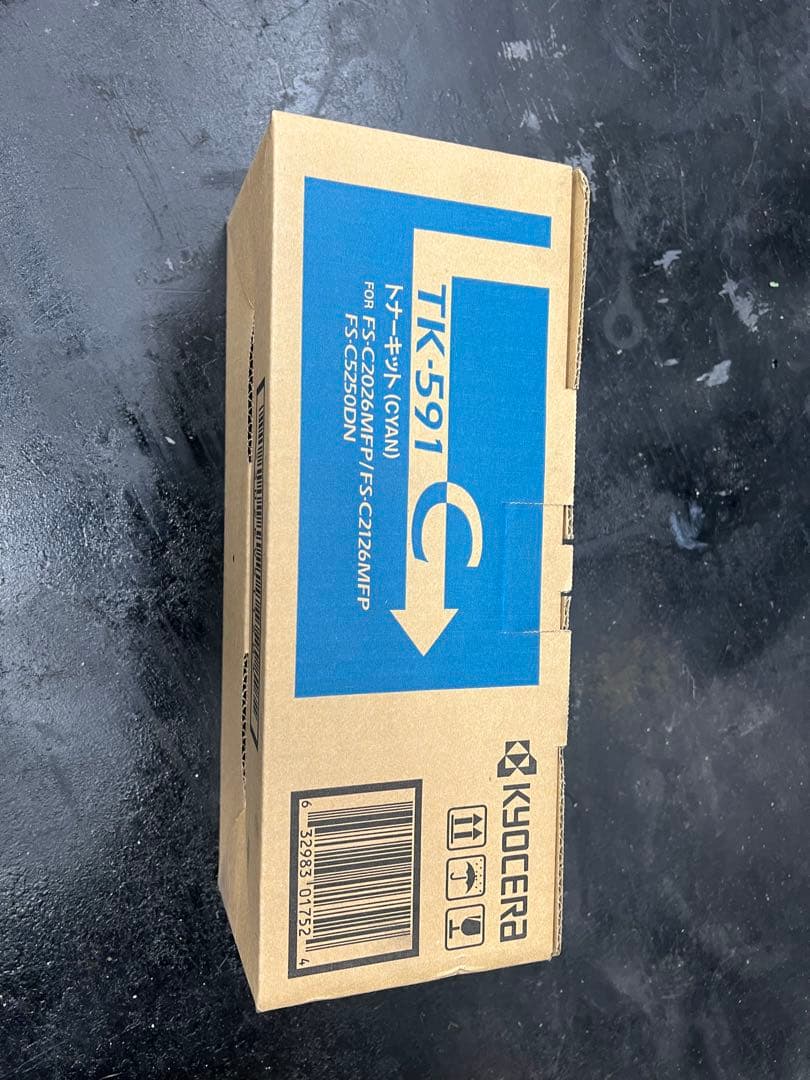 TK-591 C
トナーキット (CYAN)
FOR FS-C2026MFP/FS-C2126MFP
FS-C5250DN
KYOCERA
6 32983 01752 4